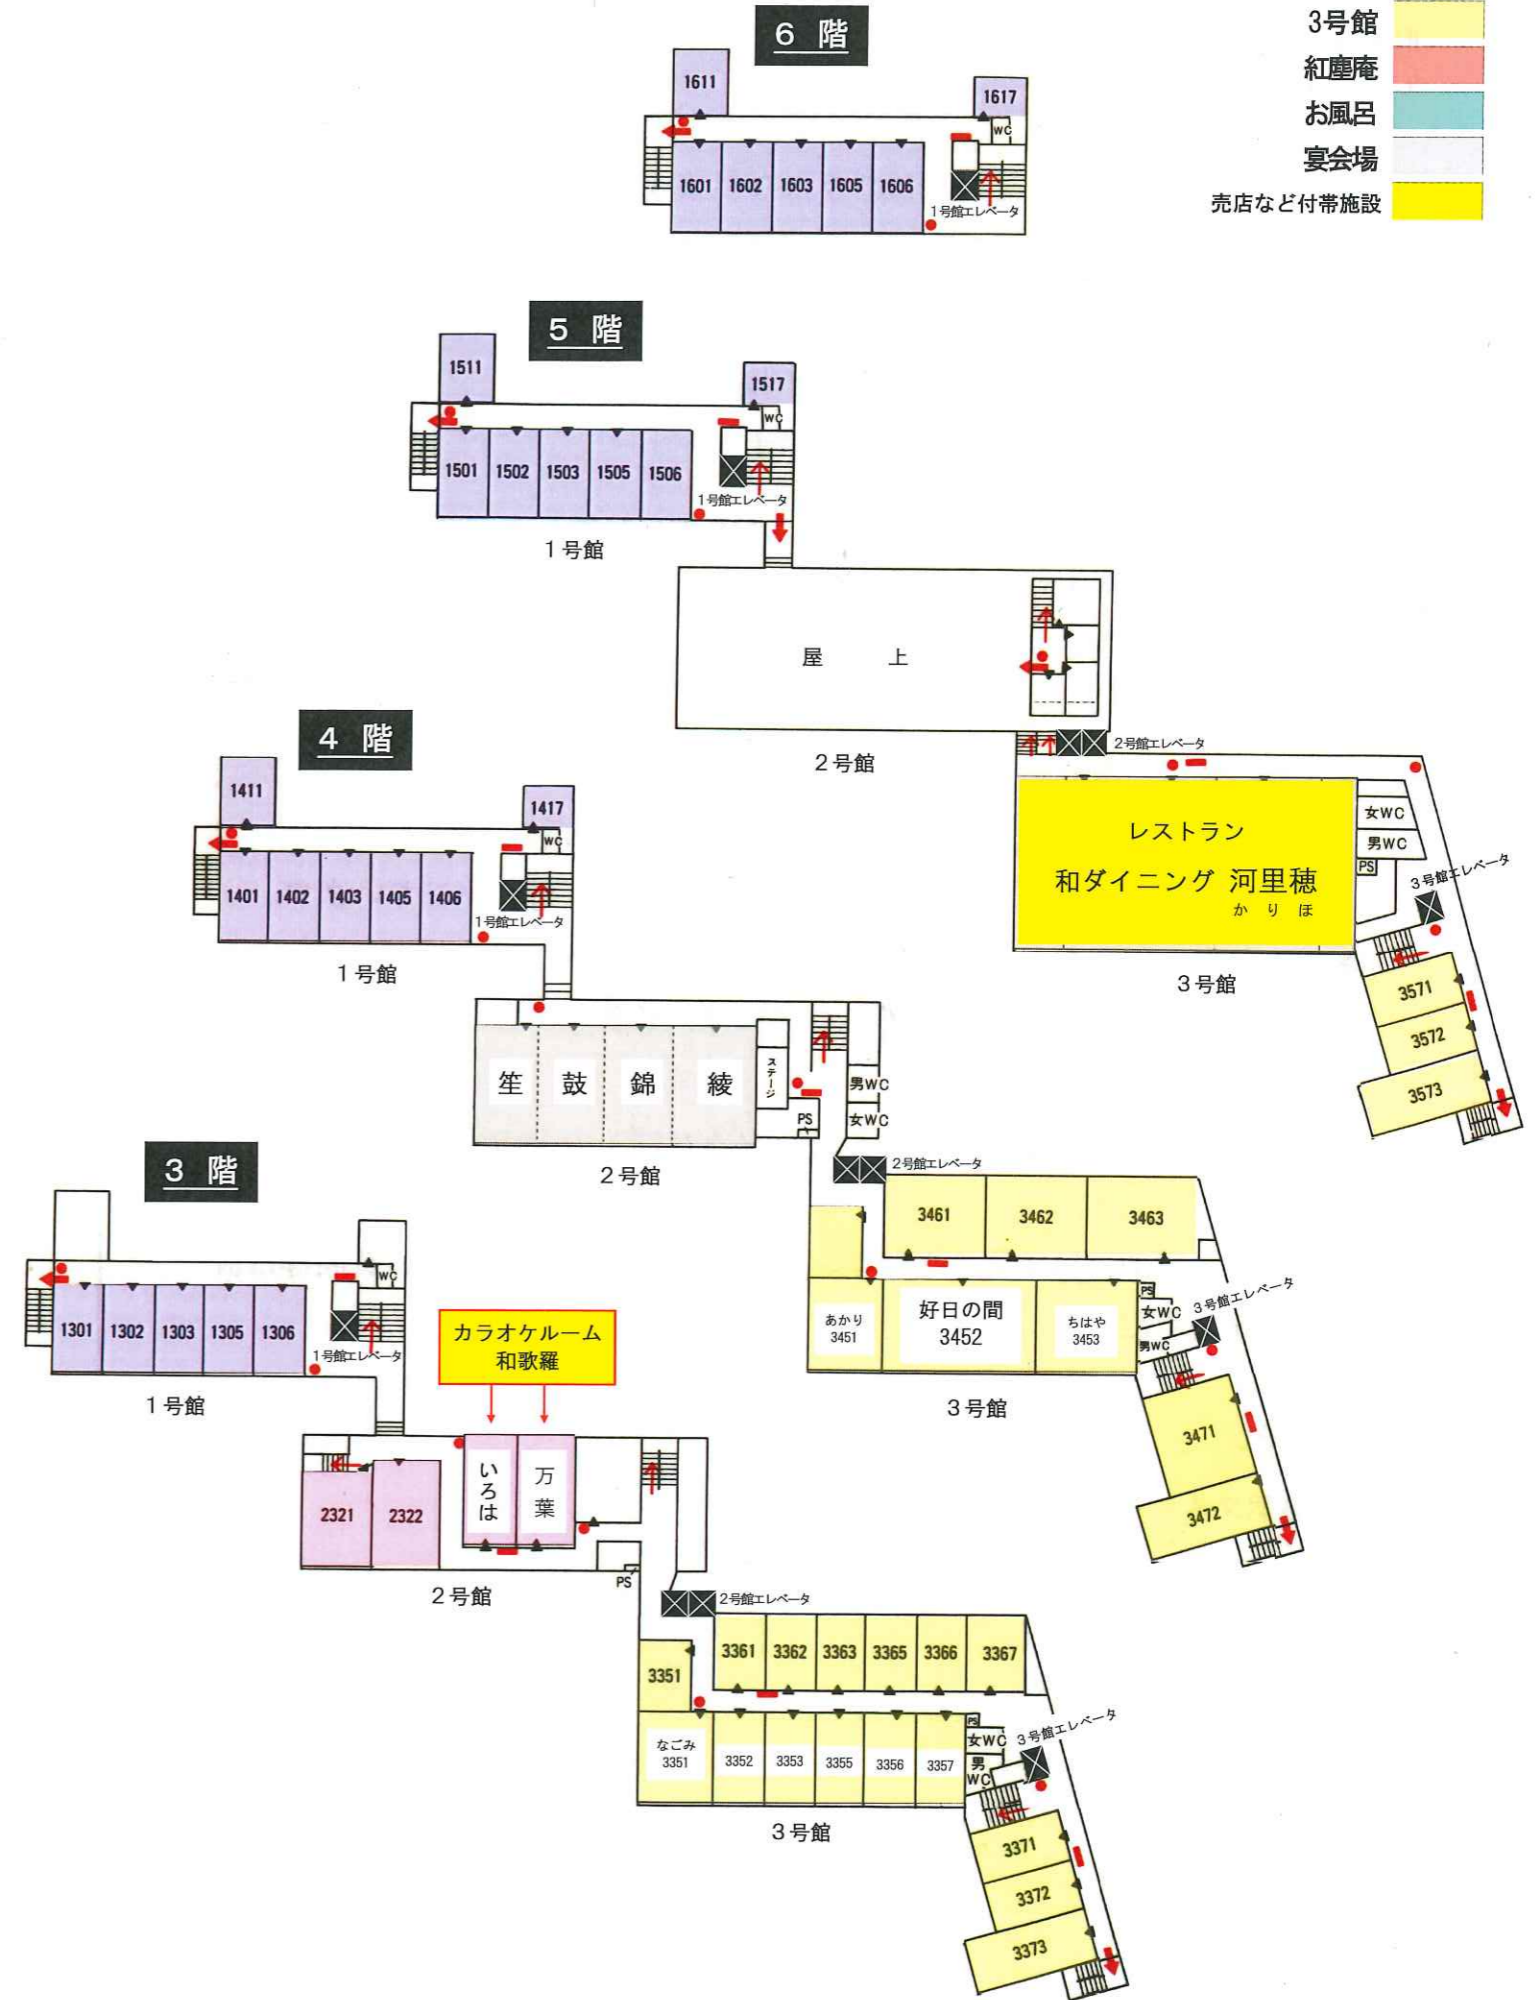 6 階
3号館
紅塵庵
お風呂
宴会場
売店など付帯施設
1611
1617
WC
1601
1602
1603
1605
1606
1号館エレベータ
5 階
1511
1517
WC
1501
1502
1503
1505
1506
1号館エレベータ
1号館
屋 上
2号館
2号館エレベータ
レストラン
和ダイニング 河里穂
かりほ
女WC
男WC
PS
3号館エレベータ
3号館
3571
3572
3573
4 階
1411
1417
WC
1401
1402
1403
1405
1406
1号館エレベータ
1号館
笙
鼓
錦
綾
ステージ
男WC
女WC
PS
2号館
2号館エレベータ
3461
3462
3463
あかり
3451
好日の間
3452
ちはや
3453
PS
女WC
男WC
3号館エレベータ
3号館
3471
3472
3 階
WC
1301
1302
1303
1305
1306
1号館エレベータ
1号館
カラオケルーム
和歌羅
2321
2322
いろは
万葉
PS
2号館
2号館エレベータ
3351
3361
3362
3363
3365
3366
3367
なごみ
3351
3352
3353
3355
3356
3357
PS
女WC
男
WC
3号館エレベータ
3号館
3371
3372
3373